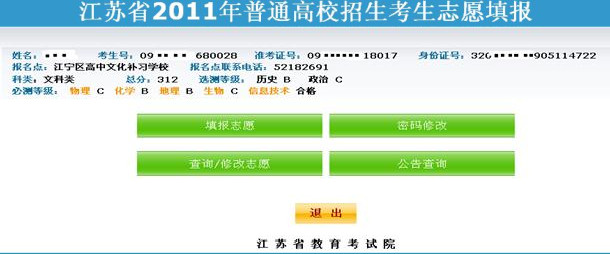 江苏省2011年普通高校招生考生志愿填报
姓名: 考生号: 09 680028 准考证号: 09 18017 身份证号: 320 905114722
报名点: 江宁区高中文化补习学校 报名点联系电话: 52182691
科类: 文科类 总分: 312 选测等级: 历史 B 政治 C
必测等级: 物理 C 化学 B 地理 B 生物 C 信息技术 合格
填报志愿 密码修改
查询/修改志愿 公告查询
退 出
江苏省教育考试院